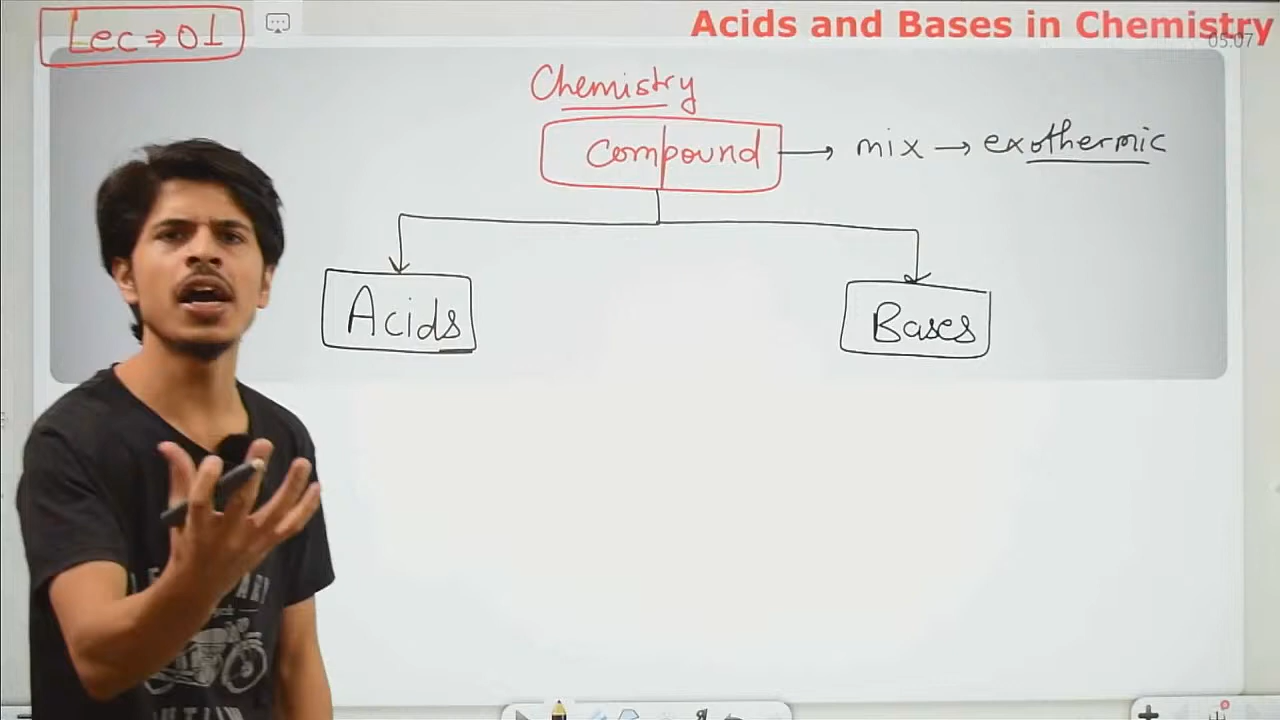 Lec ⇒ 01
Acids and Bases in Chemistry
05:07
Chemistry
compound → mix → exothermic
Acids
Bases